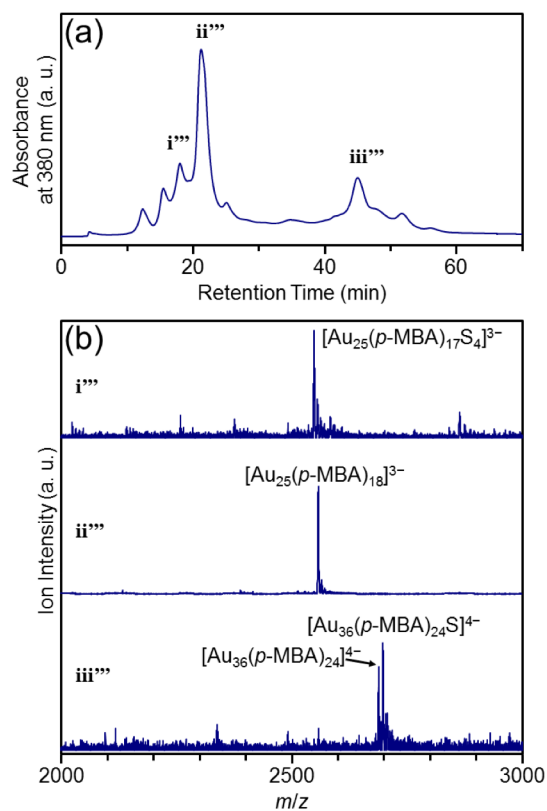 (a)
ii’’’
i’’’
iii’’’
Absorbance
at 380 nm (a. u.)
0
20
40
60
Retention Time (min)
(b)
[Au₂₅(p-MBA)₁₇S₄]³⁻
i’’’
[Au₂₅(p-MBA)₁₈]³⁻
ii’’’
Ion Intensity (a. u.)
[Au₃₆(p-MBA)₂₄S]⁴⁻
[Au₃₆(p-MBA)₂₄]⁴⁻
iii’’’
2000
2500
3000
m/z